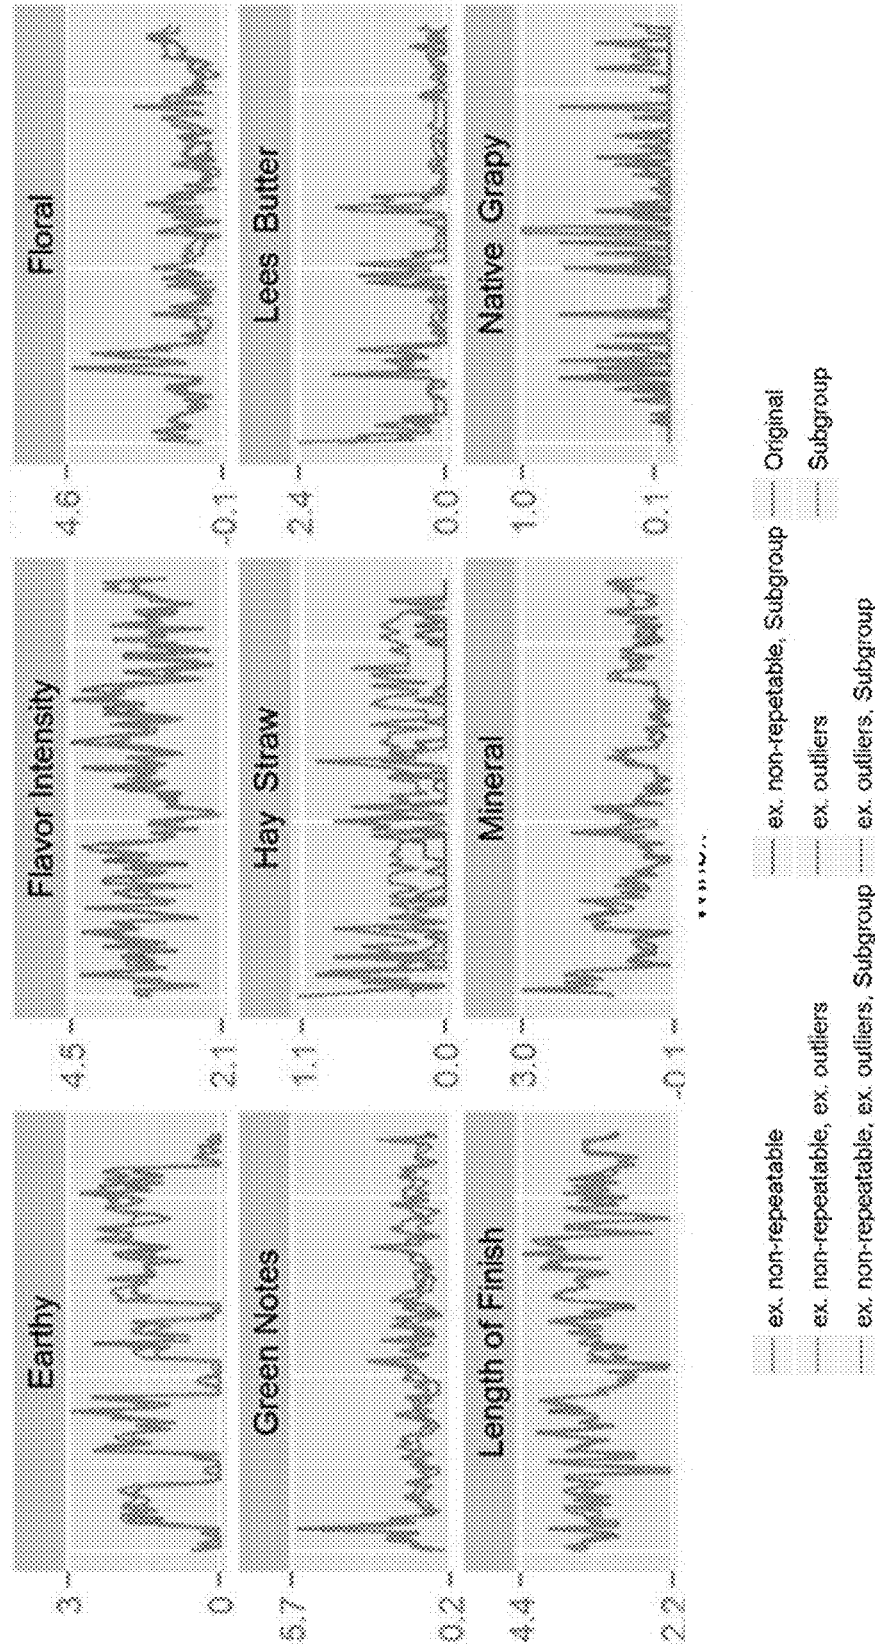 Earthy
Flavor Intensity
Floral
3
0
4.5
2.1
4.6
-0.1
Green Notes
Hay Straw
Lees Butter
5.7
0.2
1.1
0.0
2.4
0.0
Length of Finish
Mineral
Native Grapy
4.4
2.2
3.0
-0.1
1.0
0.1
ex. non-repeatable
ex. non-repetable, Subgroup
Original
ex. non-repeatable, ex. outliers
ex. outliers
Subgroup
ex. non-repeatable, ex. outliers, Subgroup
ex. outliers, Subgroup